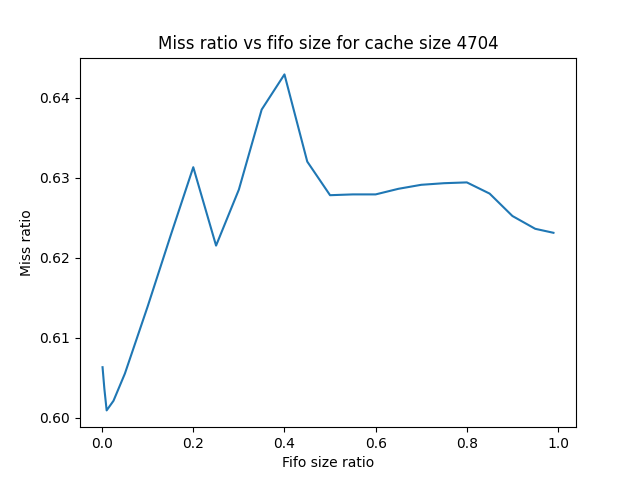 Miss ratio vs fifo size for cache size 4704
0.64
0.63
0.62
0.61
0.60
Miss ratio
0.0 0.2 0.4 0.6 0.8 1.0
Fifo size ratio